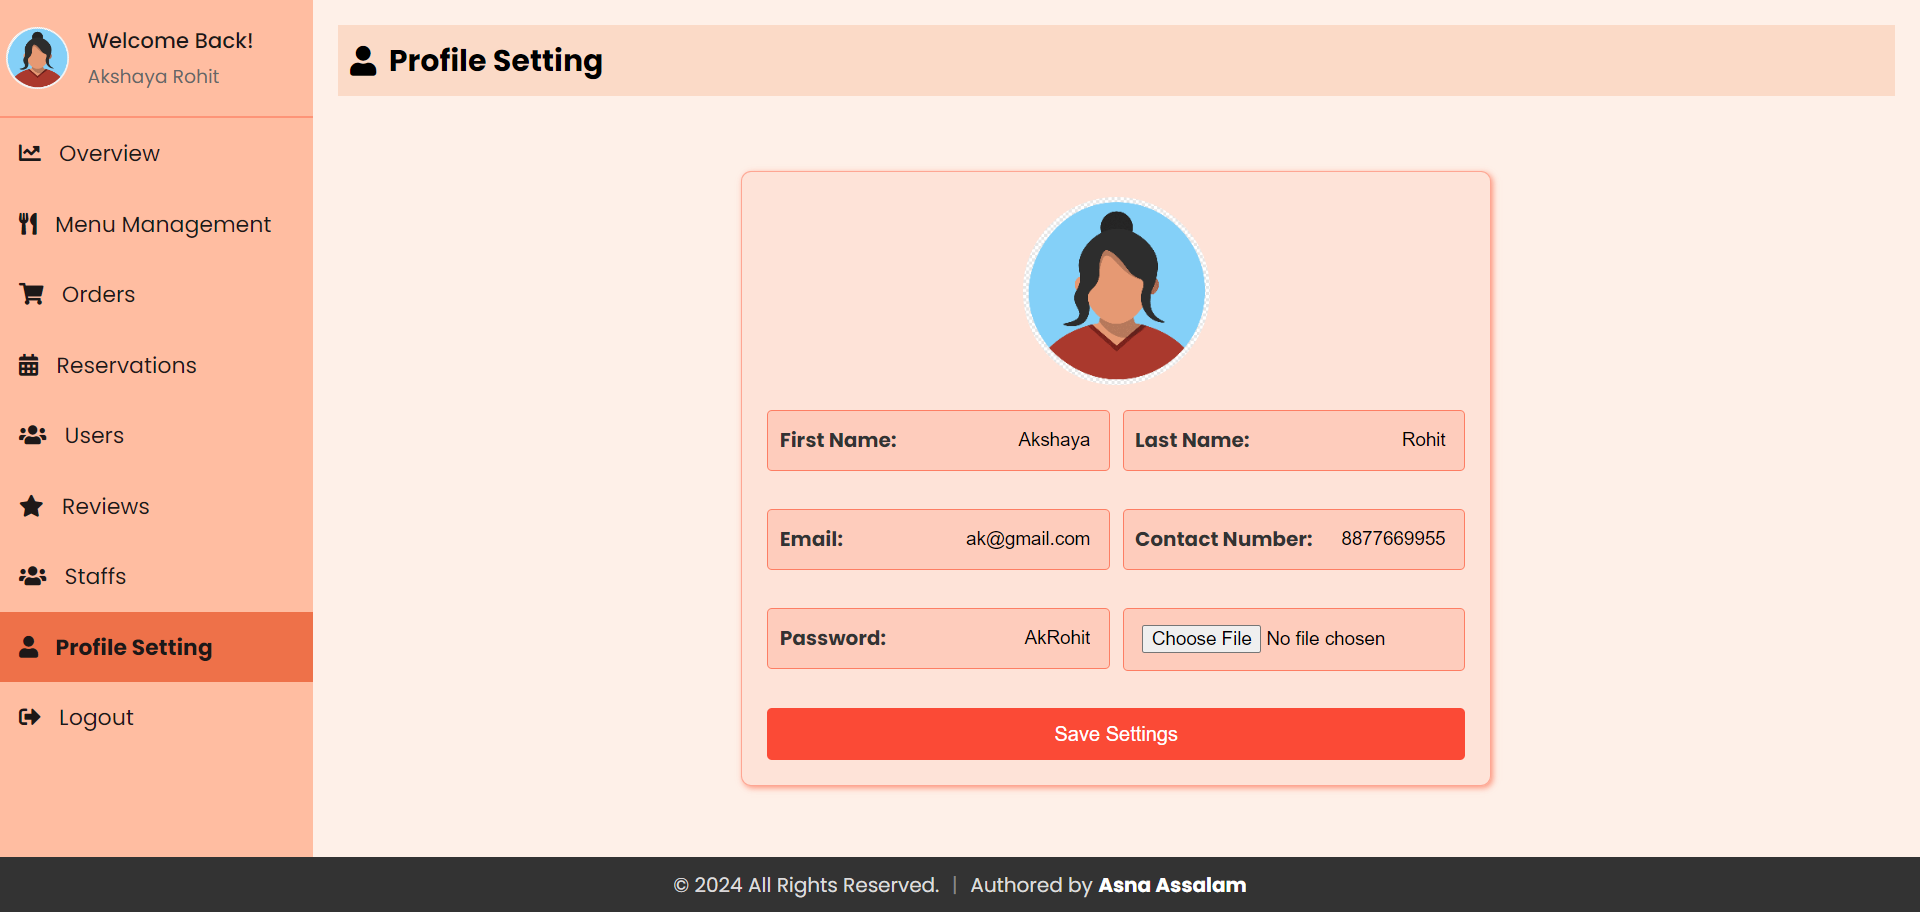 Welcome Back!
Akshaya Rohit
Overview
Menu Management
Orders
Reservations
Users
Reviews
Staffs
Profile Setting
Logout
Profile Setting
First Name: Akshaya
Last Name: Rohit
Email: ak@gmail.com
Contact Number: 8877669955
Password: AkRohit
Choose File No file chosen
Save Settings
© 2024 All Rights Reserved. | Authored by Asna Assalam